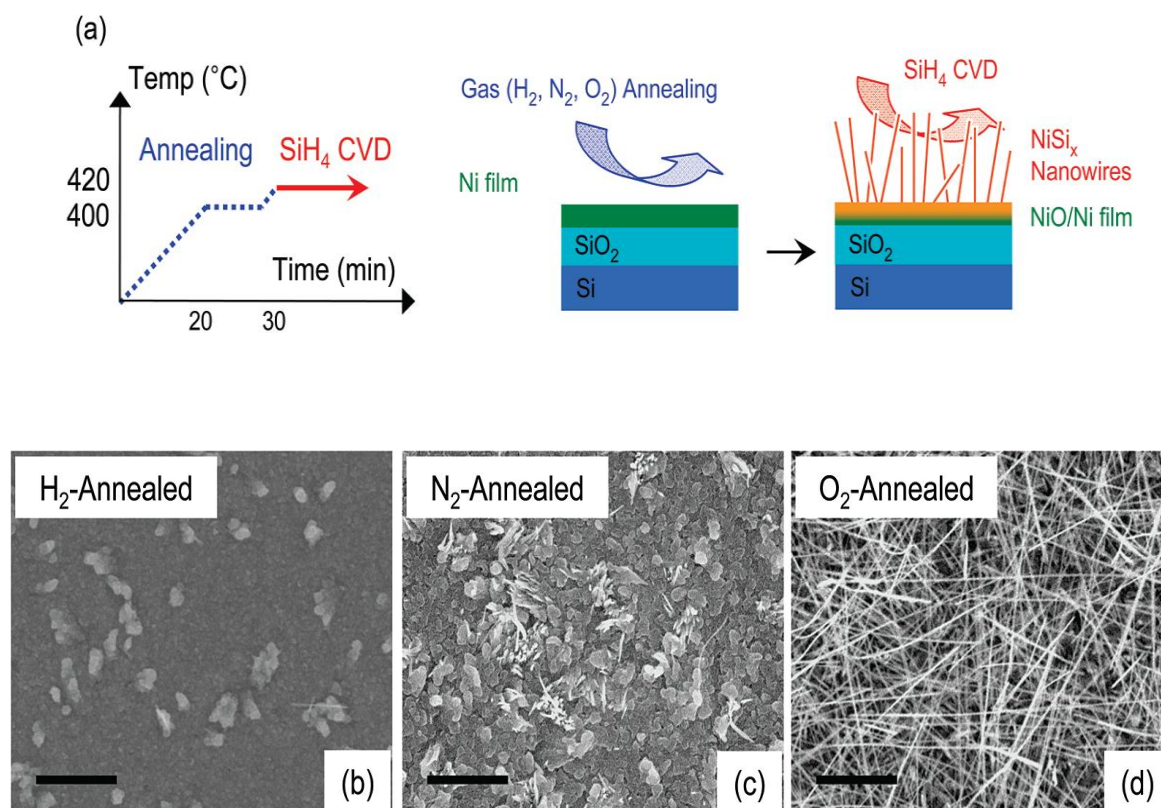 (a)
Temp (°C)
Annealing
SiH₄ CVD
420
400
Time (min)
20
30
Gas (H₂, N₂, O₂) Annealing
Ni film
SiO₂
Si
SiH₄ CVD
NiSiₓ
Nanowires
NiO/Ni film
SiO₂
Si
H₂-Annealed
(b)
N₂-Annealed
(c)
O₂-Annealed
(d)